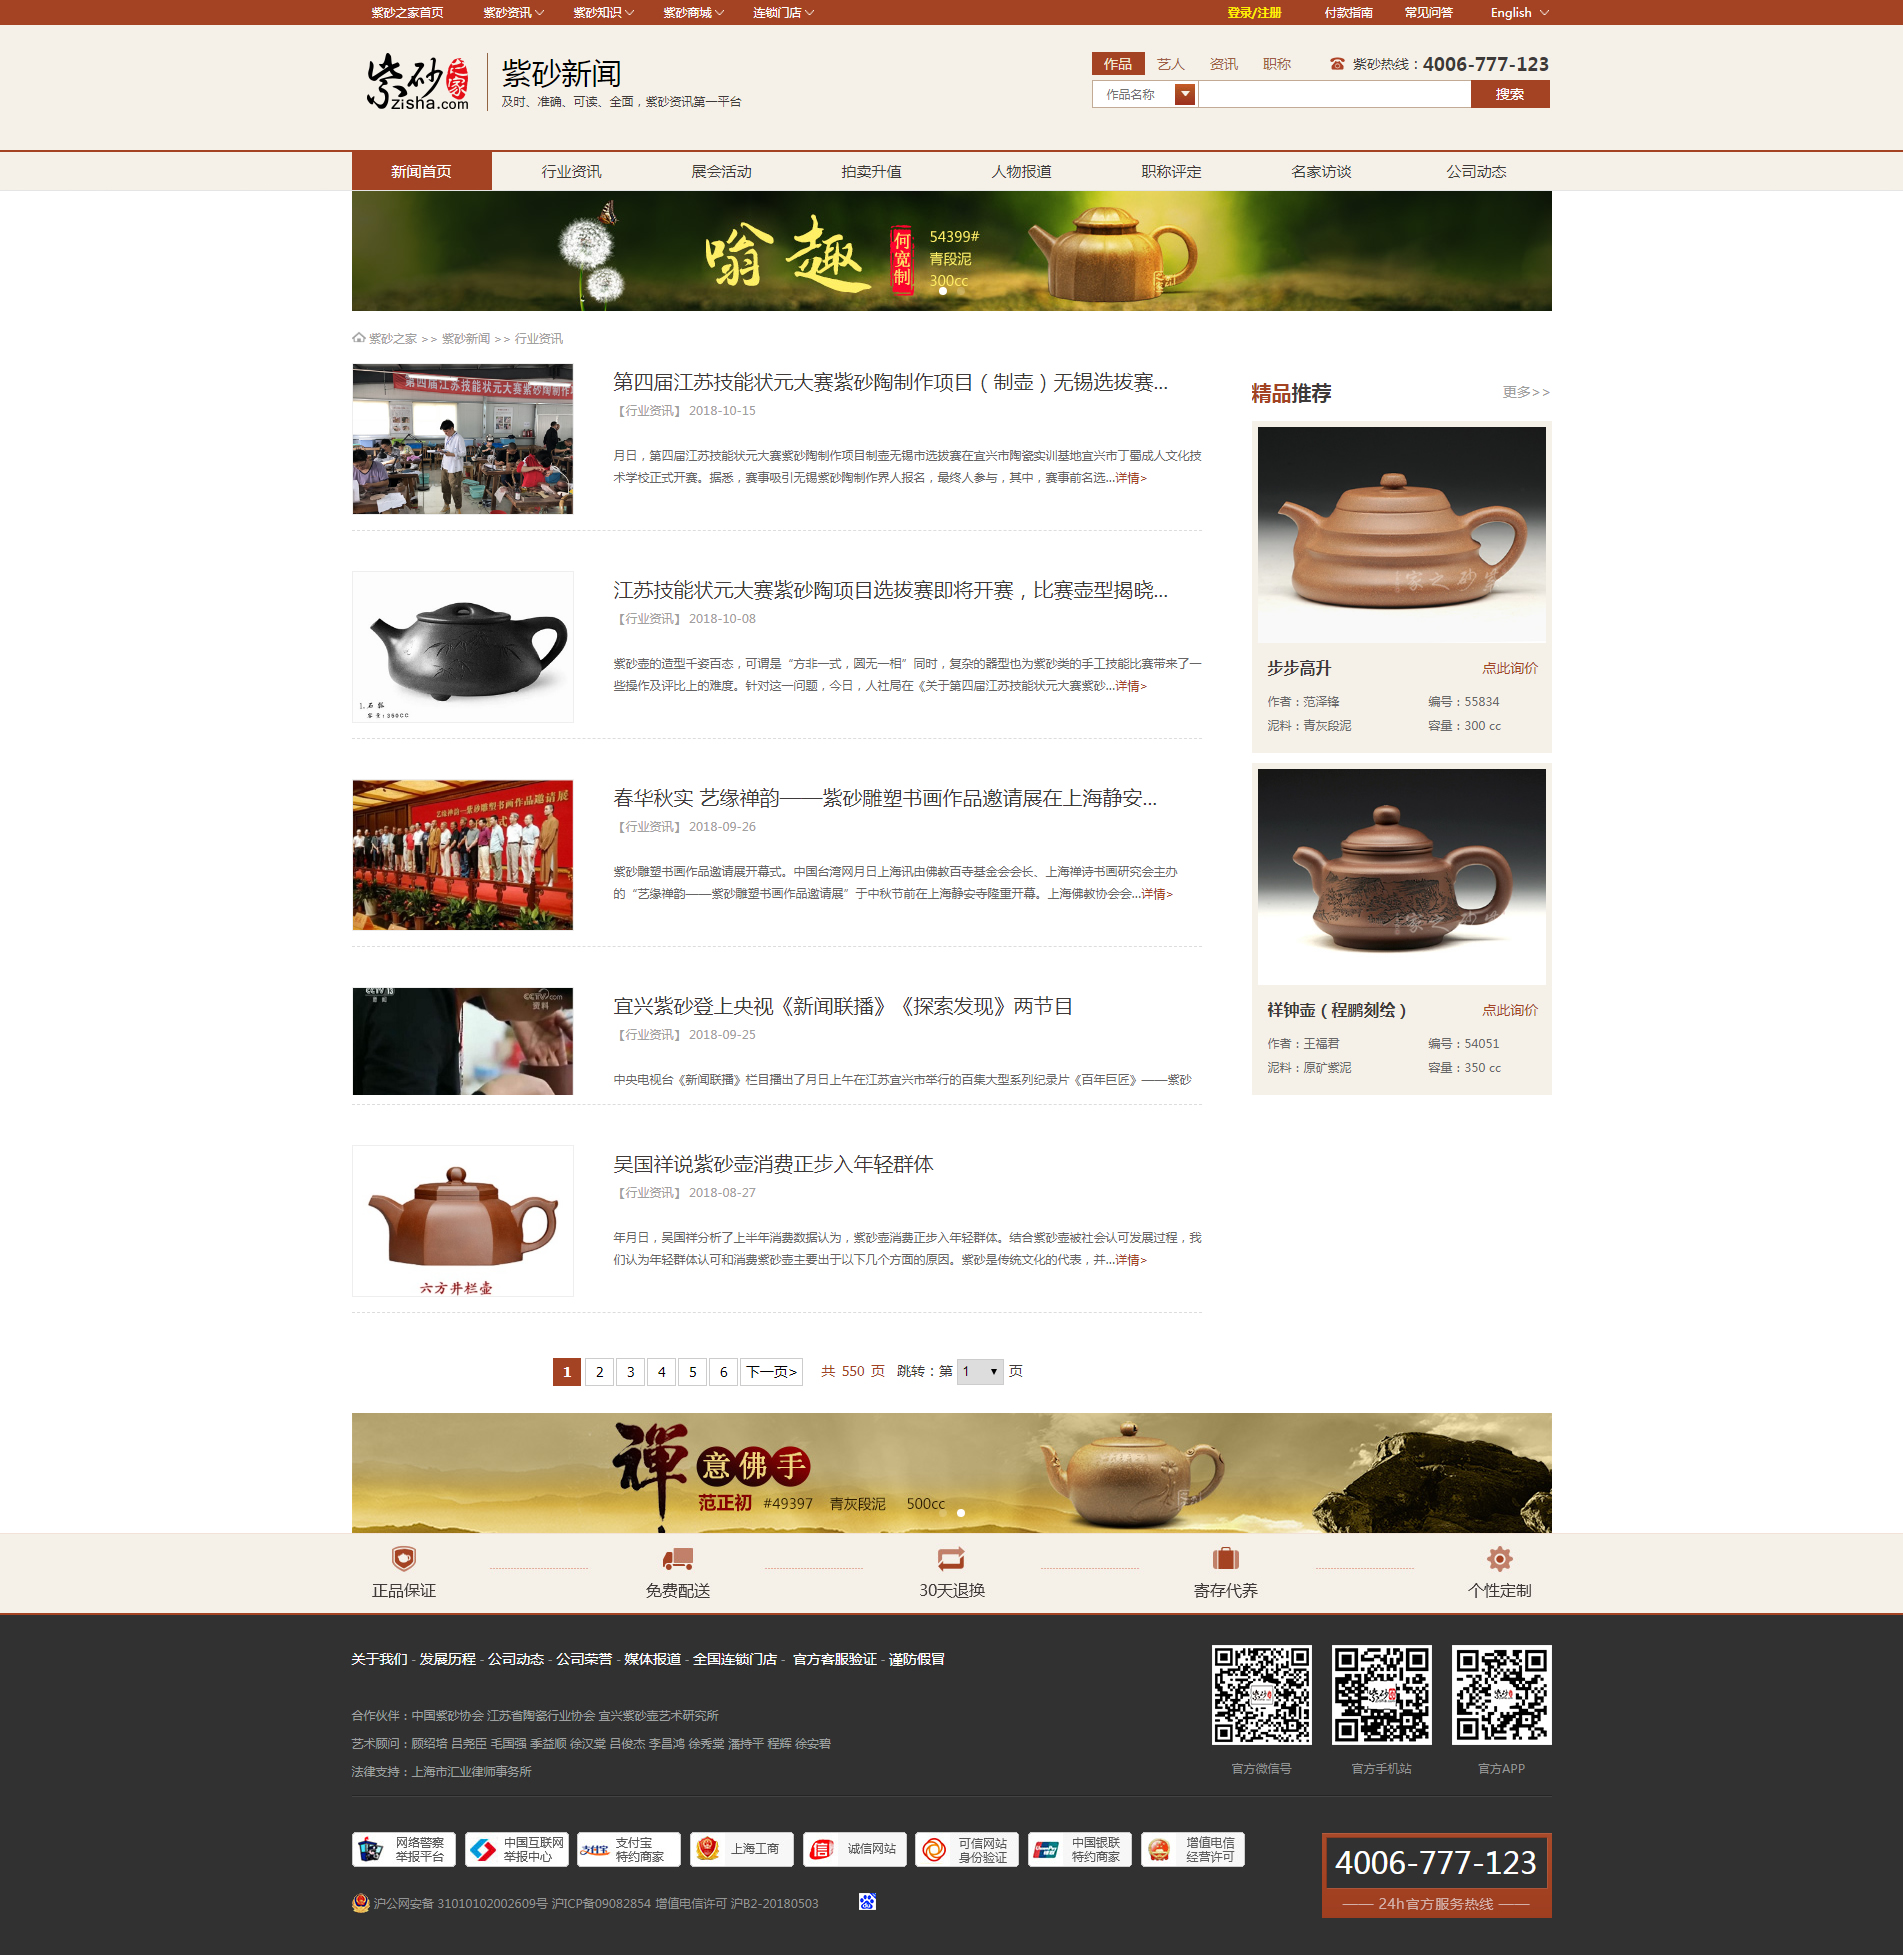 紫砂之家首页 紫砂资讯 紫砂知识 紫砂商城 连锁门店 登录/注册 付款指南 常见问答 English
紫砂之家
zisha.com
紫砂新闻
及时、准确、可读、全面，紫砂资讯第一平台
作品 艺人 资讯 职称 紫砂热线：4006-777-123
作品名称 搜索
新闻首页 行业资讯 展会活动 拍卖升值 人物报道 职称评定 名家访谈 公司动态
翁趣
何宽制
54399#
青段泥
300cc
紫砂之家 >> 紫砂新闻 >> 行业资讯
第四届江苏技能状元大赛紫砂陶制作项
第四届江苏技能状元大赛紫砂陶制作项目（制壶）无锡选拔赛...
【行业资讯】 2018-10-15
月日，第四届江苏技能状元大赛紫砂陶制作项目制壶无锡市选拔赛在宜兴市陶瓷实训基地宜兴市丁蜀成人文化技
术学校正式开赛。据悉，赛事吸引无锡紫砂陶制作界人报名，最终人参与，其中，赛事前名选...详情>
1.石瓢
容量:350CC
江苏技能状元大赛紫砂陶项目选拔赛即将开赛，比赛壶型揭晓...
【行业资讯】 2018-10-08
紫砂壶的造型千姿百态，可谓是“方非一式，圆无一相”同时，复杂的器型也为紫砂类的手工技能比赛带来了一
些操作及评比上的难度。针对这一问题，今日，人社局在《关于第四届江苏技能状元大赛紫砂...详情>
艺缘禅韵—紫砂雕塑书画作品邀请展
春华秋实 艺缘禅韵——紫砂雕塑书画作品邀请展在上海静安...
【行业资讯】 2018-09-26
紫砂雕塑书画作品邀请展开幕式。中国台湾网月日上海讯由佛教百寺基金会会长、上海禅诗书画研究会主办
的“艺缘禅韵——紫砂雕塑书画作品邀请展”于中秋节前在上海静安寺隆重开幕。上海佛教协会会...详情>
CCTV 13
新闻
CCTV.com
资料
宜兴紫砂登上央视《新闻联播》《探索发现》两节目
【行业资讯】 2018-09-25
中央电视台《新闻联播》栏目播出了月日上午在江苏宜兴市举行的百集大型系列纪录片《百年巨匠》——紫砂
六方井栏壶
吴国祥说紫砂壶消费正步入年轻群体
【行业资讯】 2018-08-27
年月日，吴国祥分析了上半年消费数据认为，紫砂壶消费正步入年轻群体。结合紫砂壶被社会认可发展过程，我
们认为年轻群体认可和消费紫砂壶主要出于以下几个方面的原因。紫砂是传统文化的代表，并...详情>
精品推荐 更多>>
步步高升 点此询价
作者：范泽锋 编号：55834
泥料：青灰段泥 容量：300 cc
祥钟壶（程鹏刻绘） 点此询价
作者：王福君 编号：54051
泥料：原矿紫泥 容量：350 cc
1 2 3 4 5 6 下一页> 共 550 页 跳转：第 1 页
禅意佛手
范正初 #49397 青灰段泥 500cc
正品保证 免费配送 30天退换 寄存代养 个性定制
关于我们 - 发展历程 - 公司动态 - 公司荣誉 - 媒体报道 - 全国连锁门店 - 官方客服验证 - 谨防假冒
合作伙伴：中国紫砂协会 江苏省陶瓷行业协会 宜兴紫砂壶艺术研究所
艺术顾问：顾绍培 吕尧臣 毛国强 季益顺 徐汉棠 吕俊杰 李昌鸿 徐秀棠 潘持平 程辉 徐安碧
法律支持：上海市汇业律师事务所
官方微信号 官方手机站 官方APP
网络警察
举报平台
中国互联网
举报中心
支付宝
支付宝
特约商家
上海工商
诚信网站
可信网站
身份验证
中国银联
特约商家
增值电信
经营许可
沪公网安备 31010102002609号 沪ICP备09082854 增值电信许可 沪B2-20180503
4006-777-123
—— 24h官方服务热线 ——